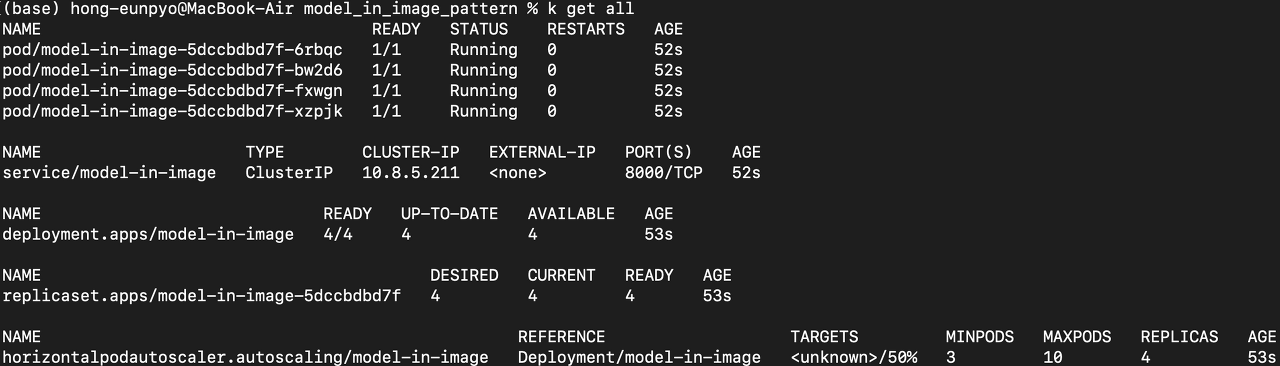 (base) hong-eunpyo@MacBook-Air model_in_image_pattern % k get all
NAME READY STATUS RESTARTS AGE
pod/model-in-image-5dccbdbd7f-6rbqc 1/1 Running 0 52s
pod/model-in-image-5dccbdbd7f-bw2d6 1/1 Running 0 52s
pod/model-in-image-5dccbdbd7f-fxwgn 1/1 Running 0 52s
pod/model-in-image-5dccbdbd7f-xzpjk 1/1 Running 0 52s
NAME TYPE CLUSTER-IP EXTERNAL-IP PORT(S) AGE
service/model-in-image ClusterIP 10.8.5.211 <none> 8000/TCP 52s
NAME READY UP-TO-DATE AVAILABLE AGE
deployment.apps/model-in-image 4/4 4 4 53s
NAME DESIRED CURRENT READY AGE
replicaset.apps/model-in-image-5dccbdbd7f 4 4 4 53s
NAME REFERENCE TARGETS MINPODS MAXPODS REPLICAS AGE
horizontalpodautoscaler.autoscaling/model-in-image Deployment/model-in-image <unknown>/50% 3 10 4 53s